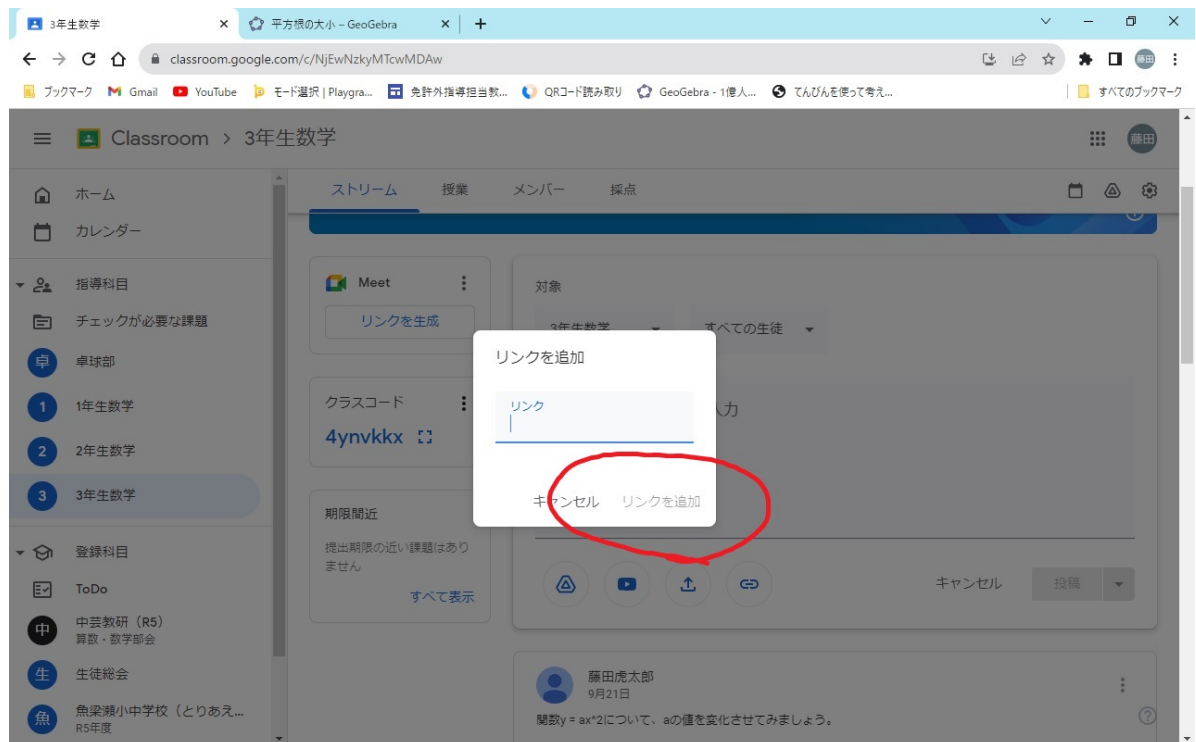 3年生数学
平方根の大小 – GeoGebra
classroom.google.com/c/NjEwNzkyMTcwMDAw
藤田
ブックマーク
Gmail
YouTube
モード選択 | Playgra...
免許外指導担当教...
QRコード読み取り
GeoGebra - 1億人...
てんびんを使って考え...
すべてのブックマーク
Classroom > 3年生数学
藤田
ホーム
カレンダー
指導科目
チェックが必要な課題
卓 卓球部
1 1年生数学
2 2年生数学
3 3年生数学
登録科目
ToDo
中 中芸教研（R5）
算数・数学部会
生 生徒総会
魚 魚梁瀬小中学校（とりあえ...
R5年度
ストリーム 授業 メンバー 採点
Meet
リンクを生成
クラスコード
4ynvkkx
期限間近
提出期限の近い課題はあり
ません
すべて表示
対象
3年生数学
すべての生徒
入力
リンクを追加
リンク
キャンセル リンクを追加
キャンセル 投稿
藤田虎太郎
9月21日
関数y = ax^2について、aの値を変化させてみましょう。